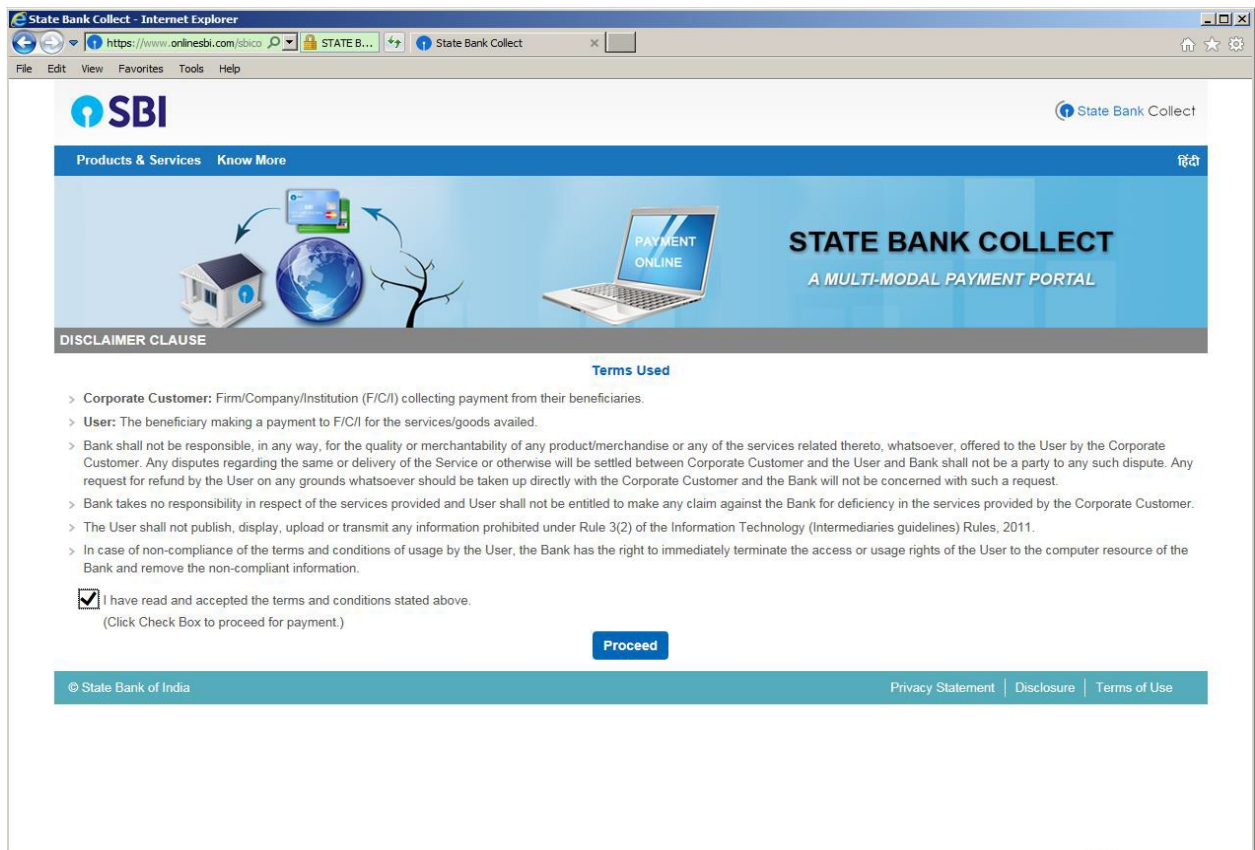 State Bank Collect - Internet Explorer
https://www.onlinesbi.com/sbico STATE B... State Bank Collect
File Edit View Favorites Tools Help
SBI
State Bank Collect
Products & Services Know More हिंदी
PAYMENT
ONLINE
STATE BANK COLLECT
A MULTI-MODAL PAYMENT PORTAL
DISCLAIMER CLAUSE
Terms Used
Corporate Customer: Firm/Company/Institution (F/C/I) collecting payment from their beneficiaries.
User: The beneficiary making a payment to F/C/I for the services/goods availed.
Bank shall not be responsible, in any way, for the quality or merchantability of any product/merchandise or any of the services related thereto, whatsoever, offered to the User by the Corporate
Customer. Any disputes regarding the same or delivery of the Service or otherwise will be settled between Corporate Customer and the User and Bank shall not be a party to any such dispute. Any
request for refund by the User on any grounds whatsoever should be taken up directly with the Corporate Customer and the Bank will not be concerned with such a request.
Bank takes no responsibility in respect of the services provided and User shall not be entitled to make any claim against the Bank for deficiency in the services provided by the Corporate Customer.
The User shall not publish, display, upload or transmit any information prohibited under Rule 3(2) of the Information Technology (Intermediaries guidelines) Rules, 2011.
In case of non-compliance of the terms and conditions of usage by the User, the Bank has the right to immediately terminate the access or usage rights of the User to the computer resource of the
Bank and remove the non-compliant information.
I have read and accepted the terms and conditions stated above.
(Click Check Box to proceed for payment.)
Proceed
© State Bank of India Privacy Statement | Disclosure | Terms of Use